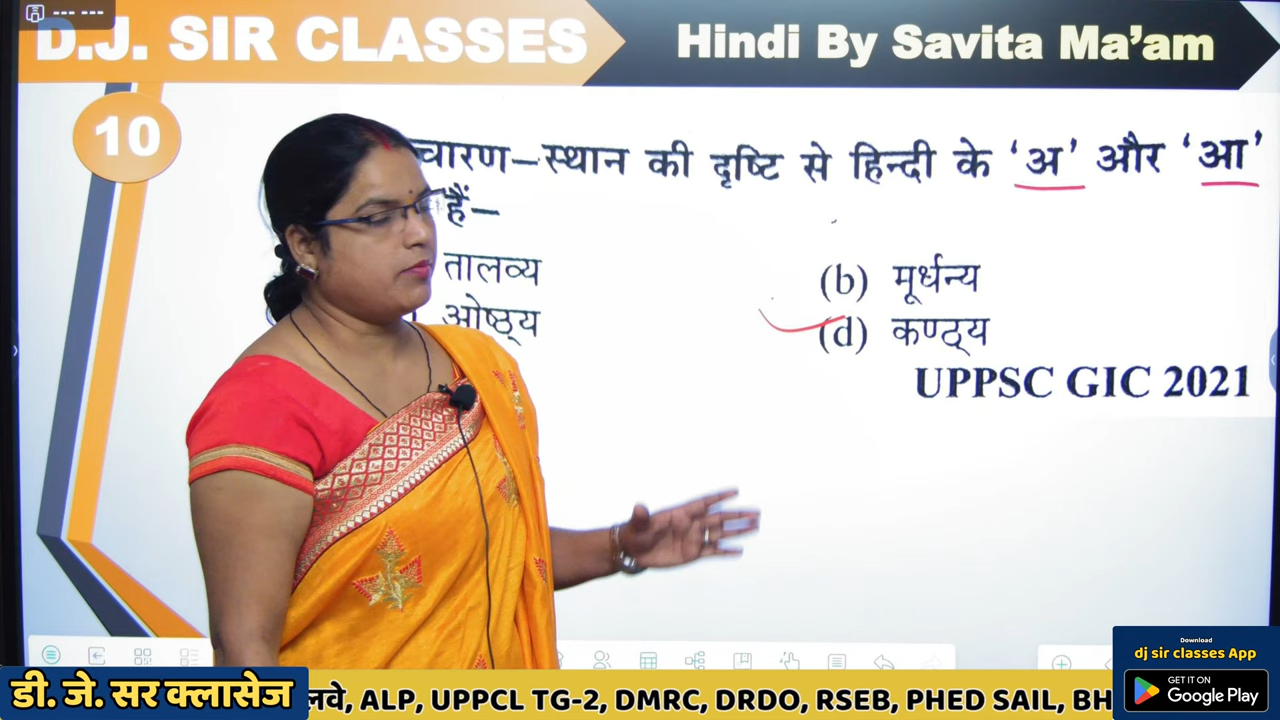 D.J. SIR CLASSES
Hindi By Savita Ma’am
10
चारण–स्थान की दृष्टि से हिन्दी के ‘अ’ और ‘आ’
हैं–
तालव्य
(b) मूर्धन्य
ओष्ठ्य
(d) कण्ठ्य
UPPSC GIC 2021
Download
dj sir classes App
GET IT ON
Google Play
डी. जे. सर क्लासेज
लवे, ALP, UPPCL TG-2, DMRC, DRDO, RSEB, PHED SAIL, BH